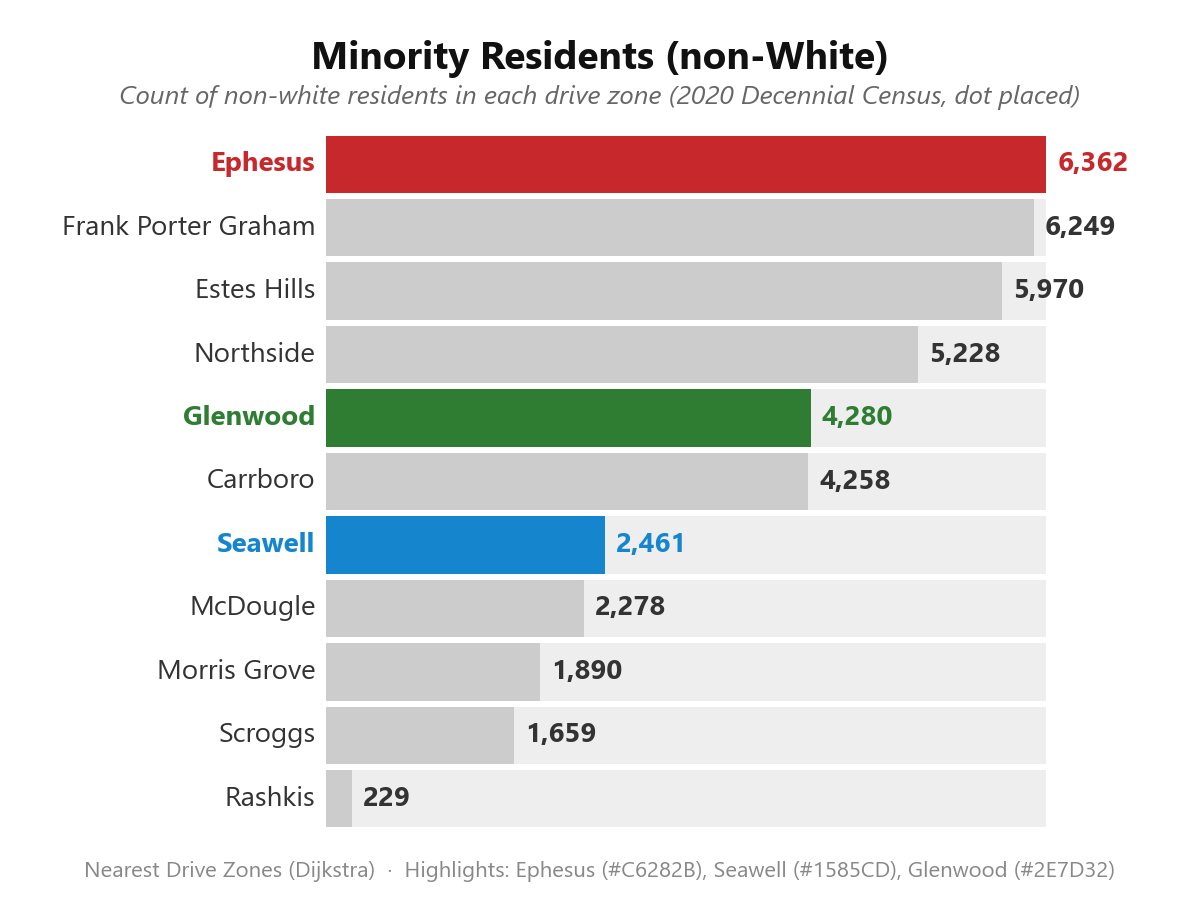 Minority Residents (non-White)
Count of non-white residents in each drive zone (2020 Decennial Census, dot placed)
Ephesus 6,362
Frank Porter Graham 6,249
Estes Hills 5,970
Northside 5,228
Glenwood 4,280
Carrboro 4,258
Seawell 2,461
McDougle 2,278
Morris Grove 1,890
Scroggs 1,659
Rashkis 229
Nearest Drive Zones (Dijkstra) · Highlights: Ephesus (#C6282B), Seawell (#1585CD), Glenwood (#2E7D32)